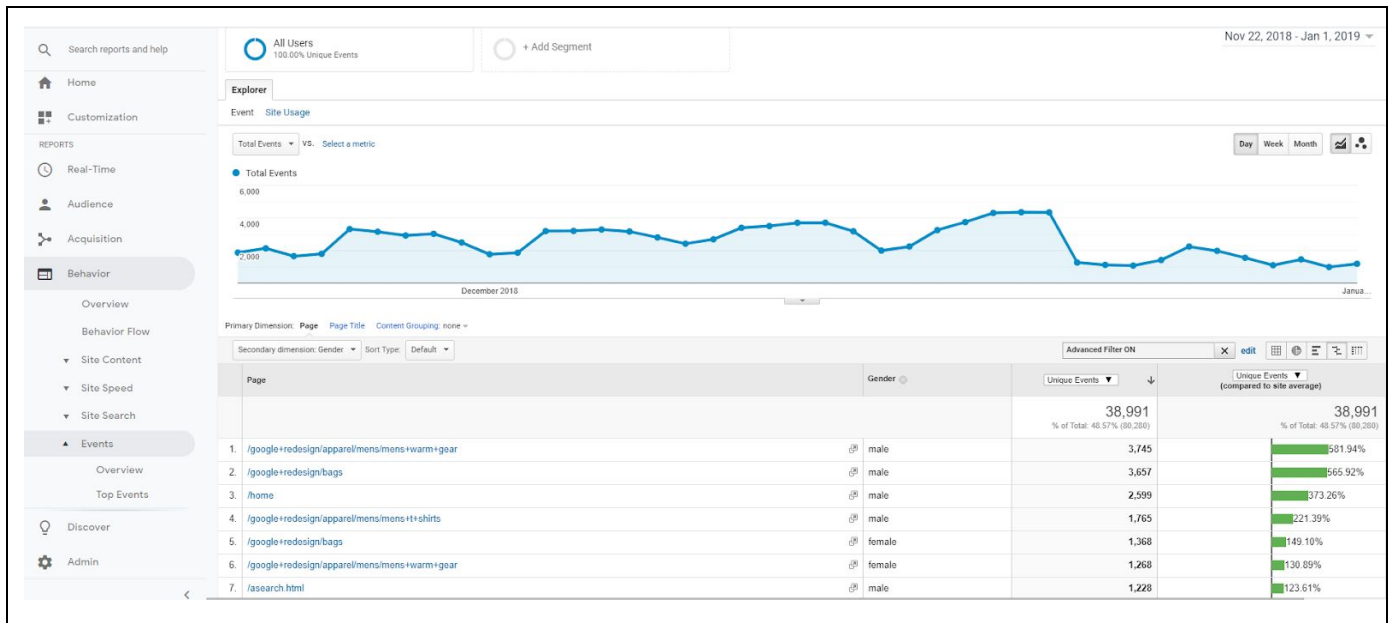 All Users
100.00% Unique Events
+ Add Segment
Nov 22, 2018 - Jan 1, 2019
Search reports and help
Home
Customization
REPORTS
Real-Time
Audience
Acquisition
Behavior
Overview
Behavior Flow
Site Content
Site Speed
Site Search
Events
Overview
Top Events
Discover
Admin
Explorer
Event Site Usage
Total Events VS. Select a metric
Day Week Month
Total Events
6,000
4,000
2,000
December 2018 Janua...
Primary Dimension: Page Page Title Content Grouping: none
Secondary dimension: Gender Sort Type: Default Advanced Filter ON X edit
Page Gender Unique Events Unique Events
(compared to site average)
38,991 38,991
% of Total: 48.57% (80,280) % of Total: 48.57% (80,280)
1. /google+redesign/apparel/mens/mens+warm+gear male 3,745 581.94%
2. /google+redesign/bags male 3,657 565.92%
3. /home male 2,599 373.26%
4. /google+redesign/apparel/mens/mens+t+shirts male 1,765 221.39%
5. /google+redesign/bags female 1,368 149.10%
6. /google+redesign/apparel/mens/mens+warm+gear female 1,268 130.89%
7. /asearch.html male 1,228 123.61%